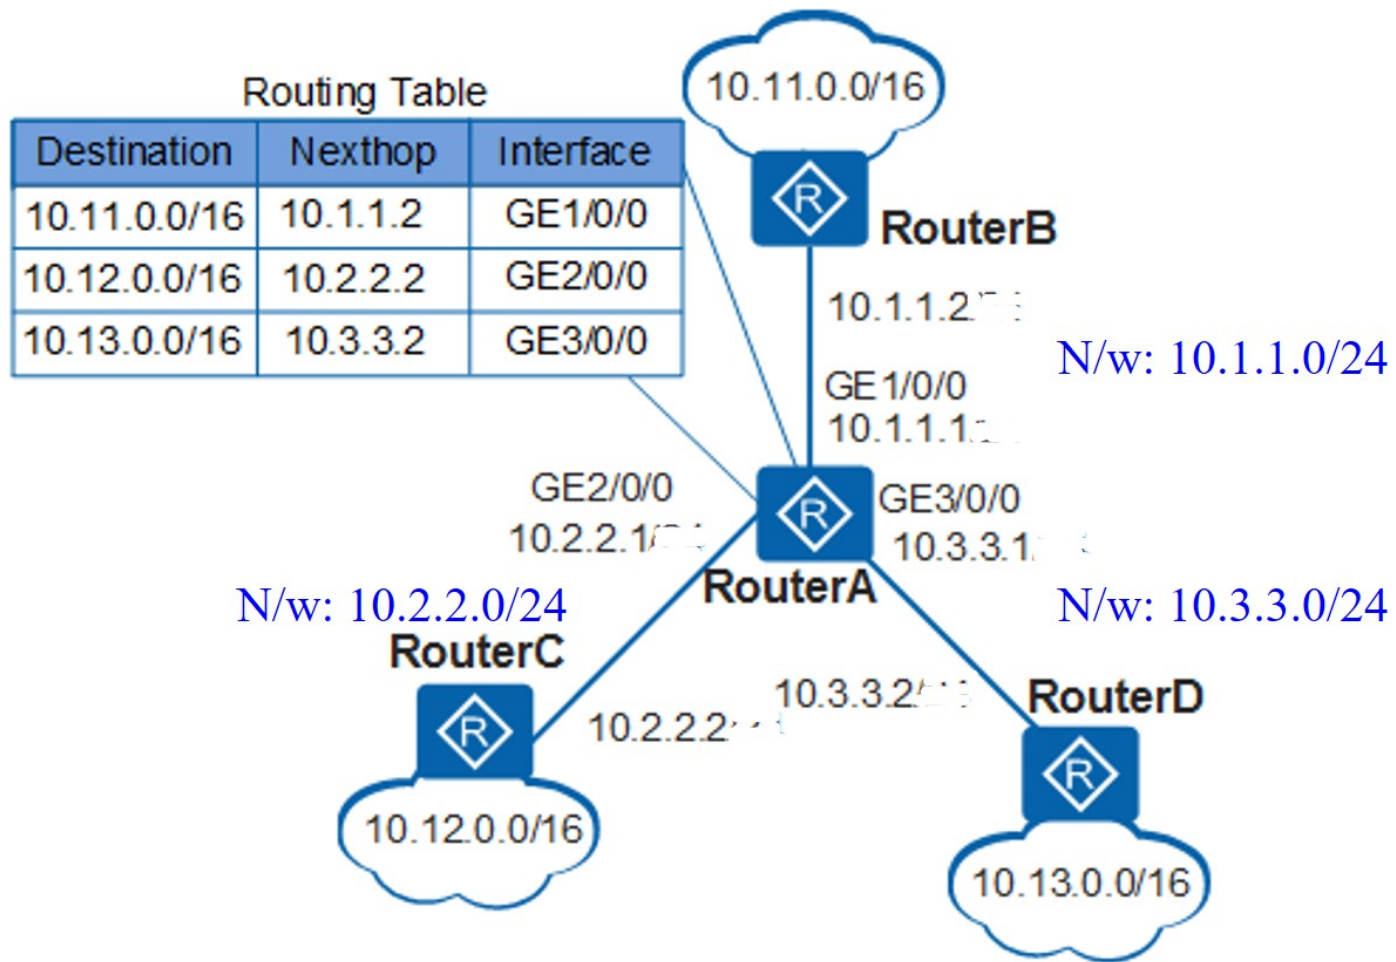 10.11.0.0/16
Routing Table
Destination Nexthop Interface
10.11.0.0/16 10.1.1.2 GE1/0/0
10.12.0.0/16 10.2.2.2 GE2/0/0
10.13.0.0/16 10.3.3.2 GE3/0/0
R
RouterB
10.1.1.2
N/w: 10.1.1.0/24
GE1/0/0
10.1.1.1
GE2/0/0
10.2.2.1
R
GE3/0/0
10.3.3.1
RouterA
N/w: 10.2.2.0/24
N/w: 10.3.3.0/24
RouterC
R
10.2.2.2
10.3.3.2
RouterD
R
10.12.0.0/16
10.13.0.0/16